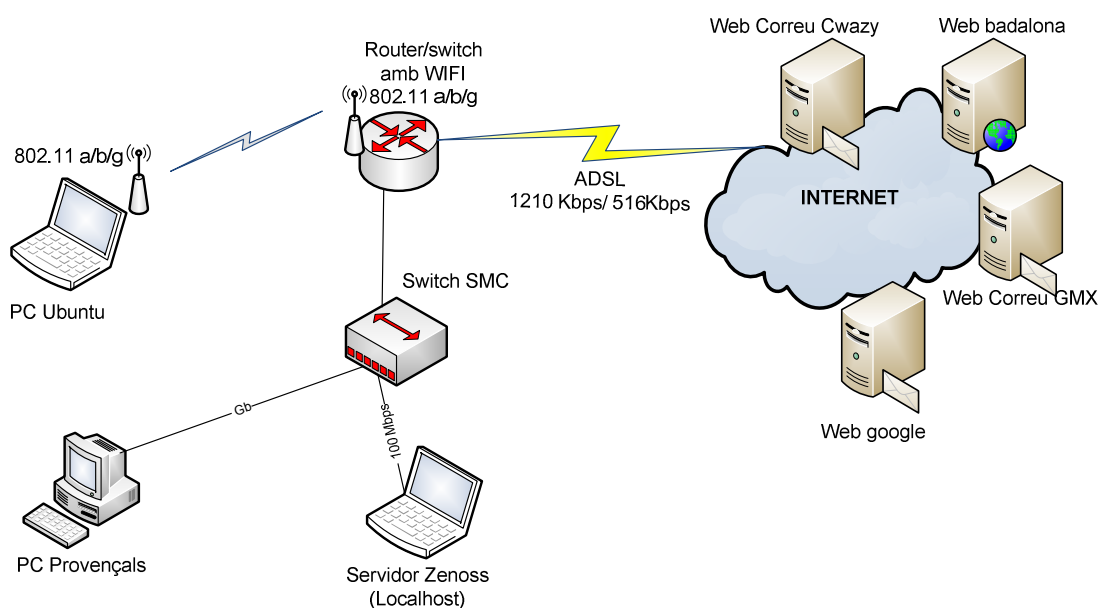 Web Correu Cwazy
Web badalona
Router/switch
amb WIFI
802.11 a/b/g
802.11 a/b/g
ADSL
1210 Kbps/ 516Kbps
INTERNET
PC Ubuntu
Switch SMC
Web Correu GMX
Web google
Gb
100 Mbps
PC Provençals
Servidor Zenoss
(Localhost)